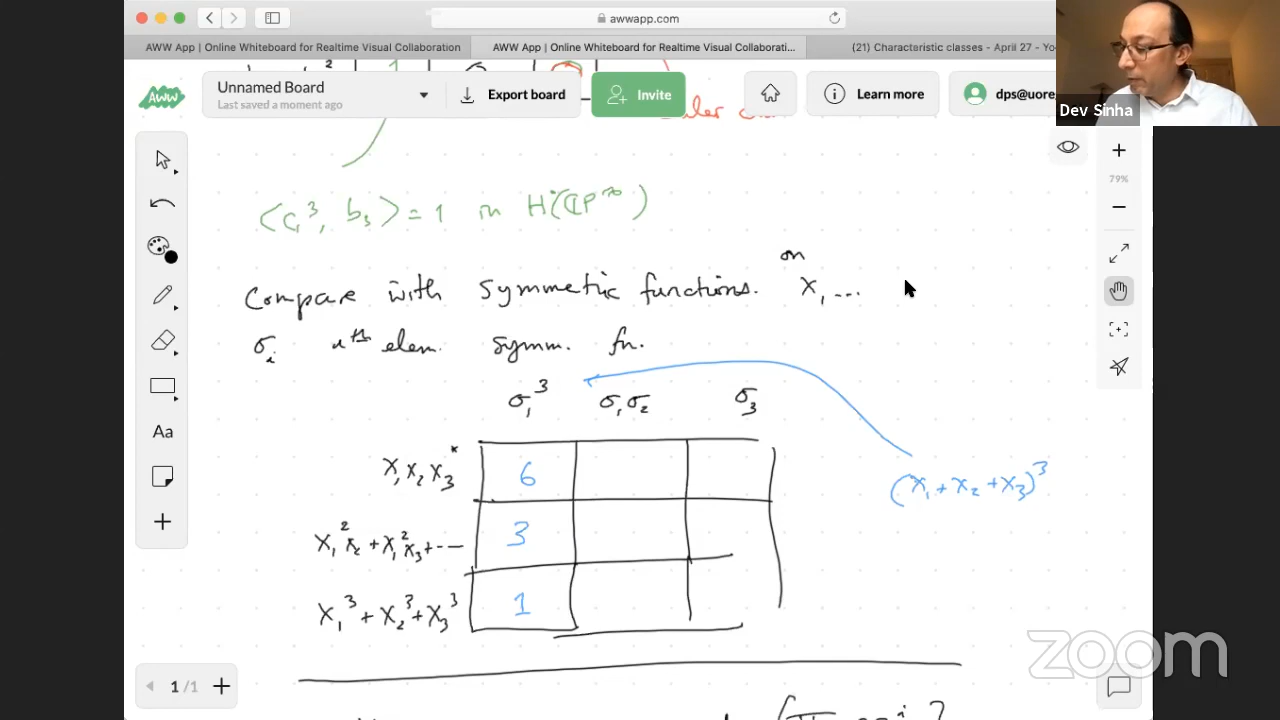 awwapp.com
AWW App | Online Whiteboard for Realtime Visual Collaboration
AWW App | Online Whiteboard for Realtime Visual Collaborati...
(21) Characteristic classes - April 27 - Yo
AWW
Unnamed Board
Last saved a moment ago
Export board
Invite
Learn more
dps@uore
Dev Sinha
79%
⟨c₁³, b₃⟩ = 1 in H(ℂP^∞)
Compare with symmetric functions. on x₁ ...
σᵢ iᵗʰ elem. symm. fn.
σ₁³ σ₁σ₂ σ₃
x₁x₂x₃* 6
(x₁+x₂+x₃)³
x₁²x₂+x₁²x₃+--- 3
x₁³+x₂³+x₃³ 1
Aa
1 /1
zoom